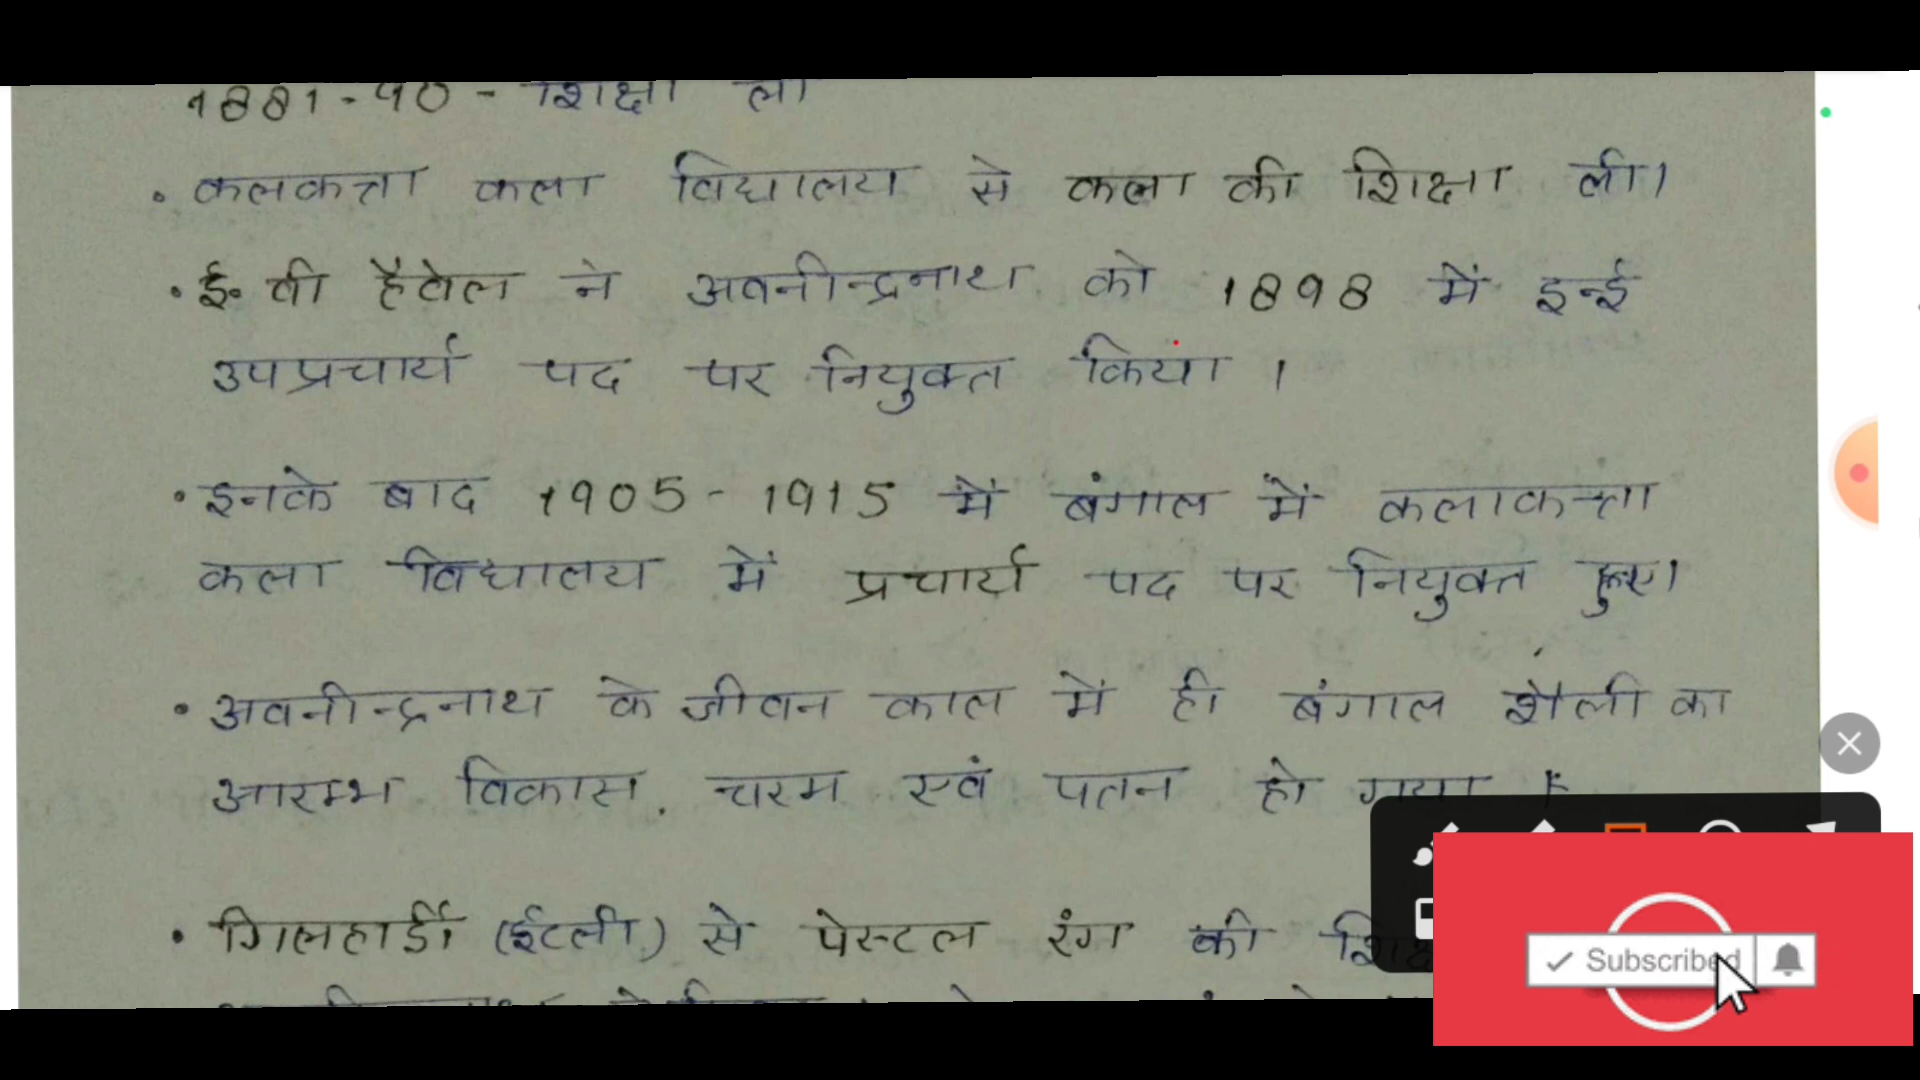 1881-90 - शिक्षा ली
• कलकत्ता कला विद्यालय से कला की शिक्षा ली।
• ई॰ वी हैवेल ने अवनीन्द्रनाथ को 1898 में इन्ई
उपप्रचार्य पद पर नियुक्त किया ।
• इनके बाद 1905 - 1915 में बंगाल में कलाकत्ता
कला विद्यालय में प्रचार्य पद पर नियुक्त हुए।
• अवनीन्द्रनाथ के जीवन काल में ही बंगाल शैली का
आरम्भ विकास, चरम एवं पतन हो गया ।
• गिलहार्डी (ईटली) से पेस्टल रंग की
Subscribed